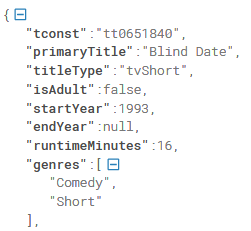 {
"tconst":"tt0651840",
"primaryTitle":"Blind Date",
"titleType":"tvShort",
"isAdult":false,
"startYear":1993,
"endYear":null,
"runtimeMinutes":16,
"genres":[
"Comedy",
"Short"
],